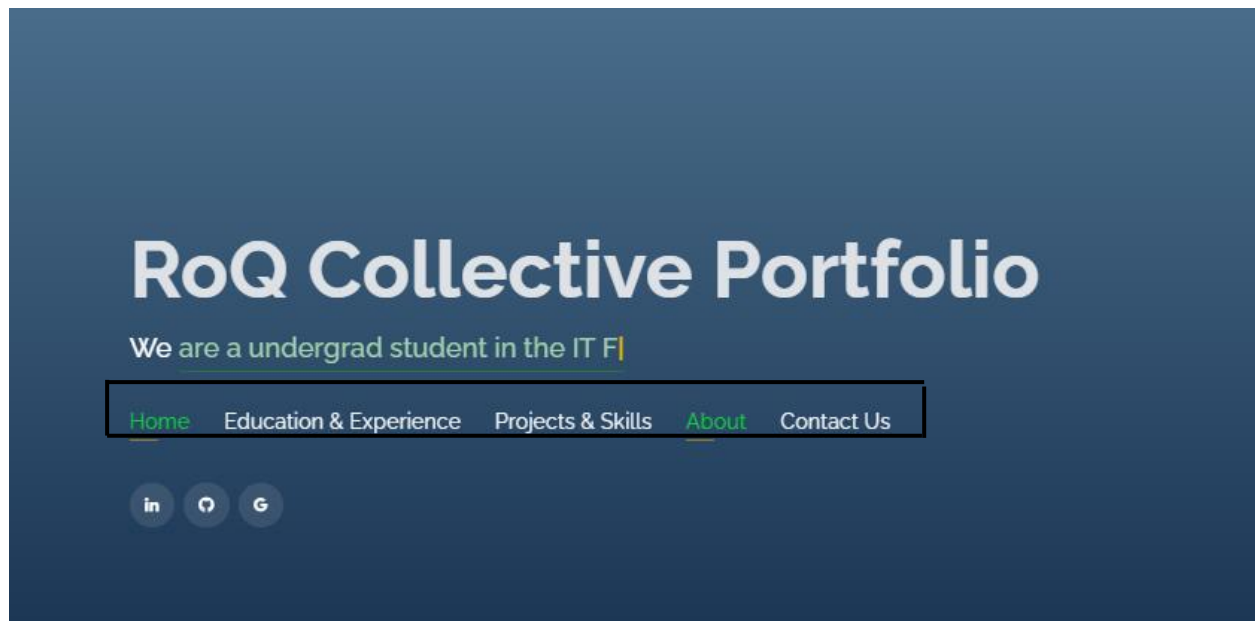 RoQ Collective Portfolio
We are a undergrad student in the IT F|
Home Education & Experience Projects & Skills About Contact Us
in G